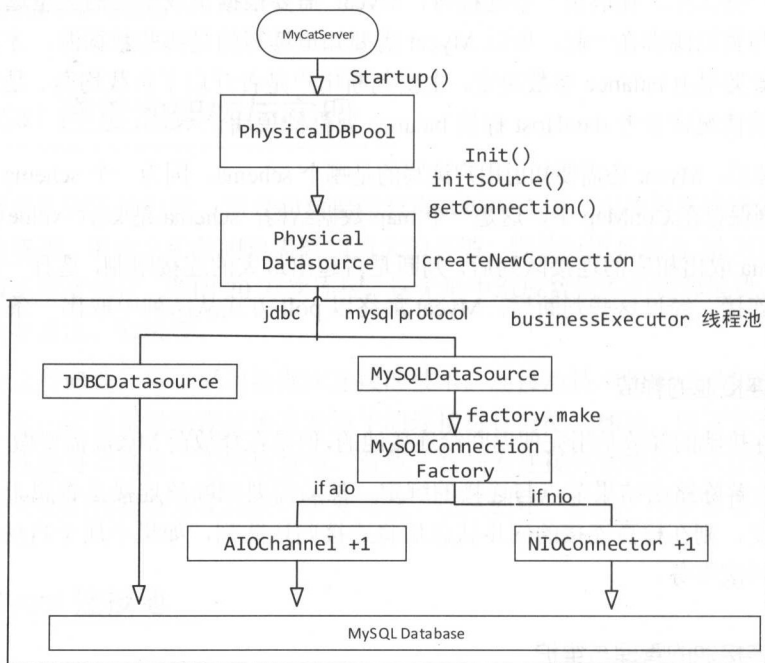 MyCatServer
Startup()
PhysicalDBPool
Init()
initSource()
getConnection()
Physical
Datasource
createNewConnection
jdbc
mysql protocol
businessExecutor 线程池
JDBCDatasource
MySQLDataSource
factory.make
MySQLConnection
Factory
if aio
if nio
AIOChannel +1
NIOConnector +1
MySQL Database